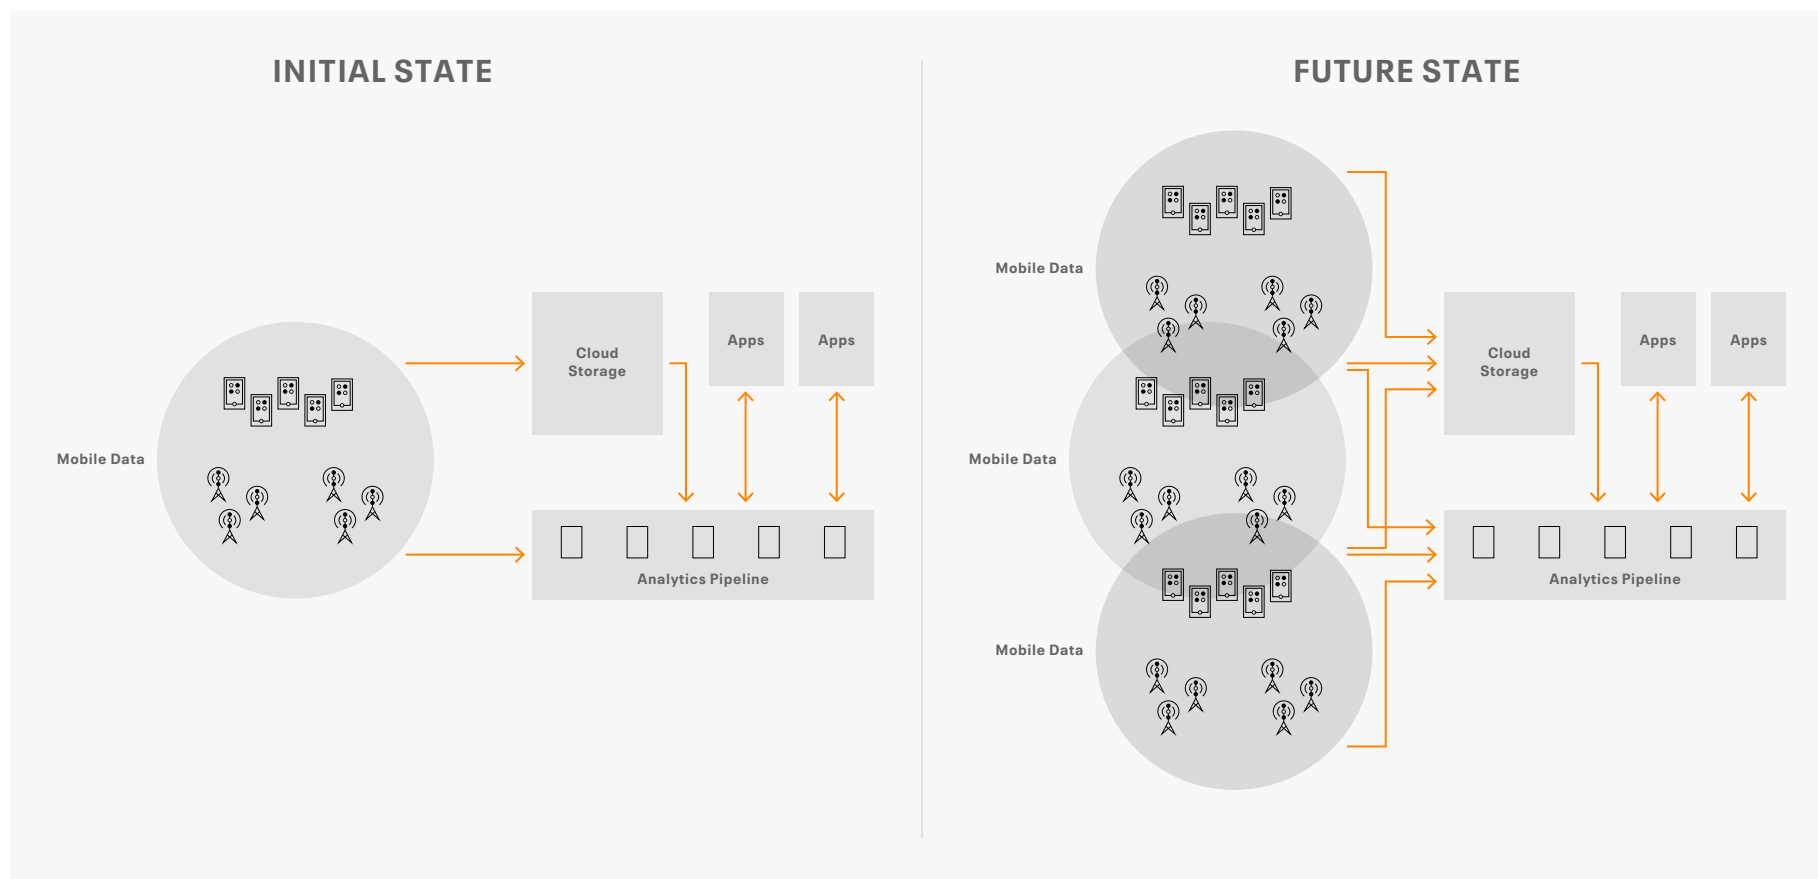 INITIAL STATE
Mobile Data
Cloud
Storage
Apps
Apps
Analytics Pipeline
FUTURE STATE
Mobile Data
Mobile Data
Mobile Data
Cloud
Storage
Apps
Apps
Analytics Pipeline